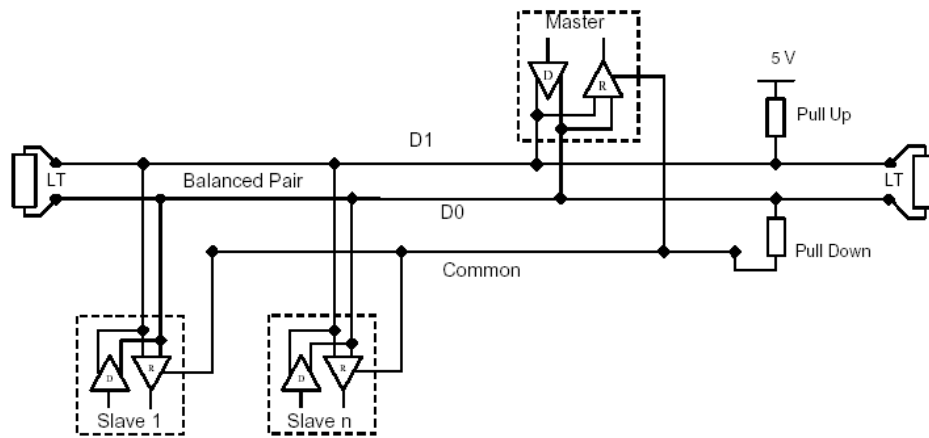 Master
5 V
D
R
Pull Up
D1
LT
Balanced Pair
LT
D0
Pull Down
Common
D
R
D
R
Slave 1
Slave n